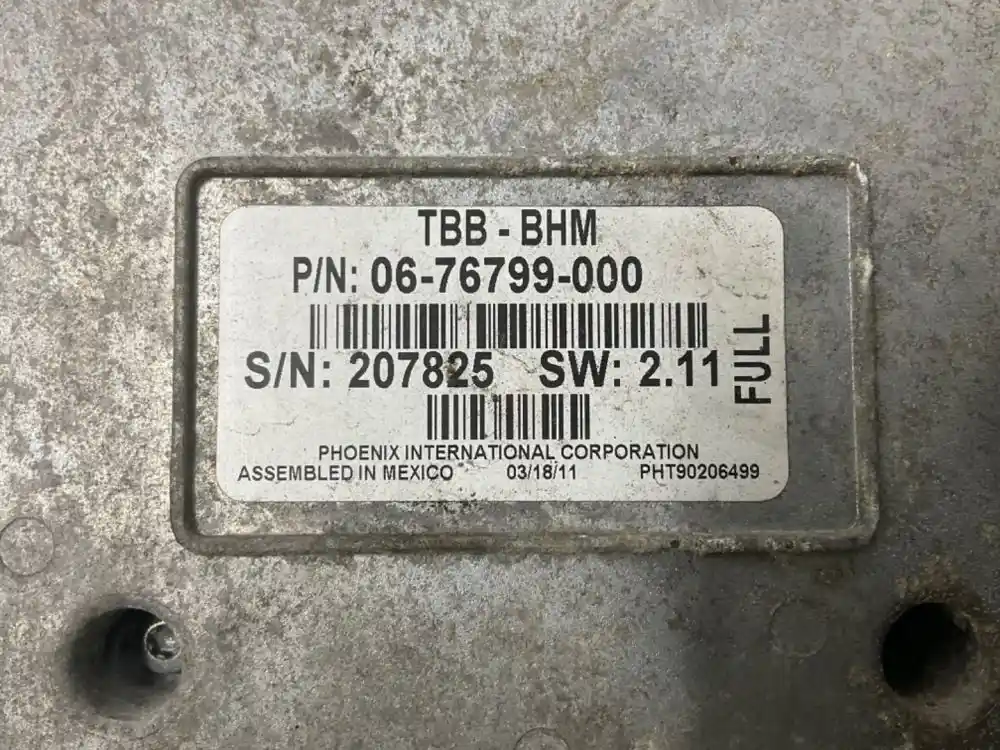 TBB - BHM
P/N: 06-76799-000
S/N: 207825 SW: 2.11
FULL
PHOENIX INTERNATIONAL CORPORATION
ASSEMBLED IN MEXICO 03/18/11 PHT90206499